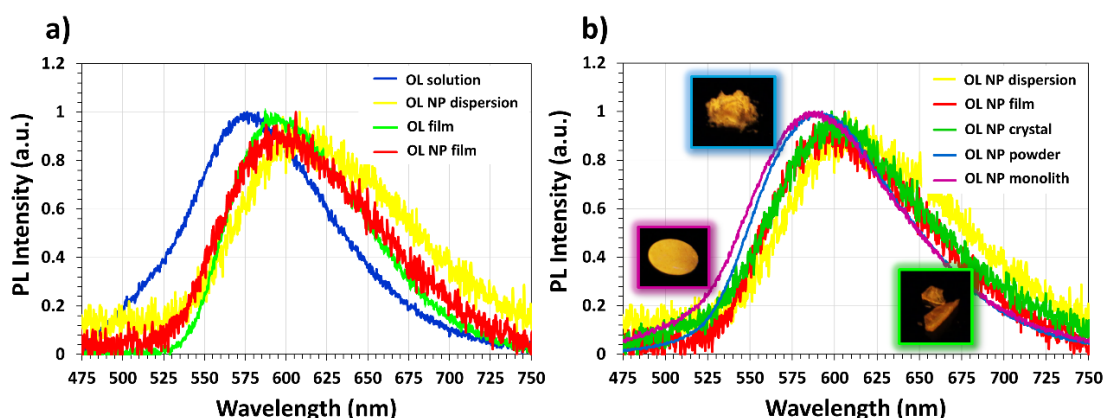 a)
PL Intensity (a.u.)
1.2
1
0.8
0.6
0.4
0.2
0
475 500 525 550 575 600 625 650 675 700 725 750
Wavelength (nm)
OL solution
OL NP dispersion
OL film
OL NP film
b)
PL Intensity (a.u.)
1.2
1
0.8
0.6
0.4
0.2
0
475 500 525 550 575 600 625 650 675 700 725 750
Wavelength (nm)
OL NP dispersion
OL NP film
OL NP crystal
OL NP powder
OL NP monolith